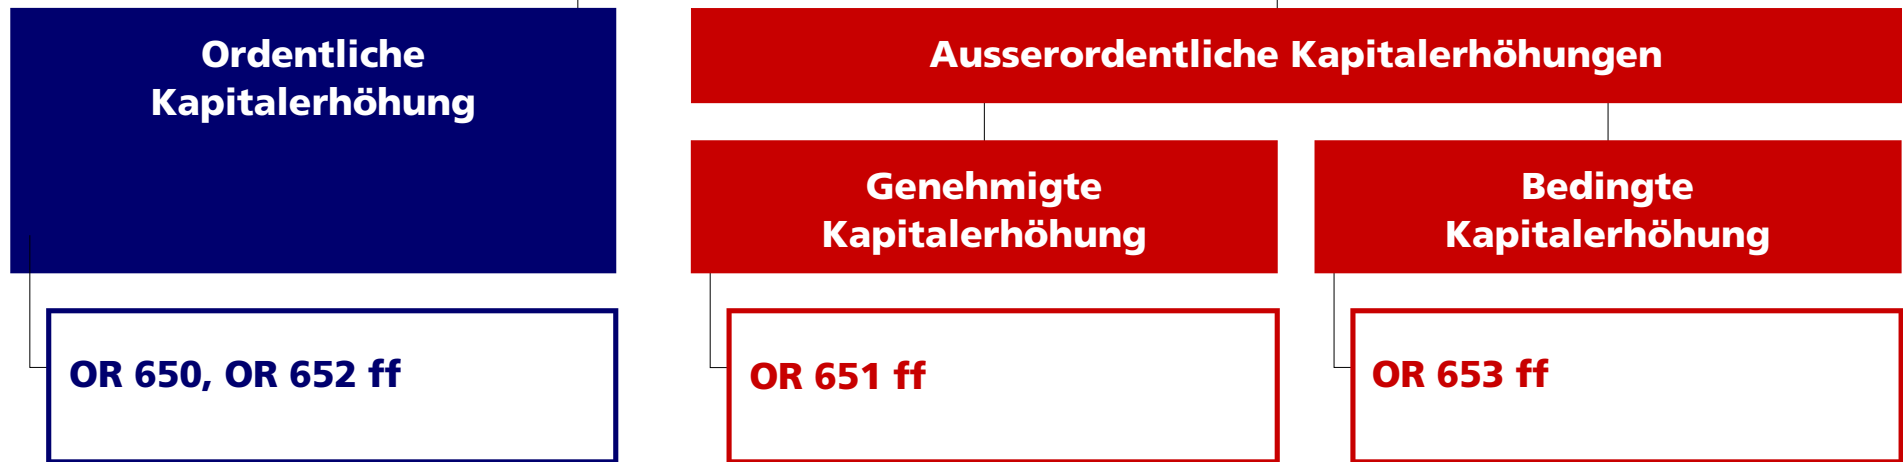 Ordentliche
Kapitalerhöhung
Ausserordentliche Kapitalerhöhungen
Genehmigte
Kapitalerhöhung
Bedingte
Kapitalerhöhung
OR 650, OR 652 ff
OR 651 ff
OR 653 ff